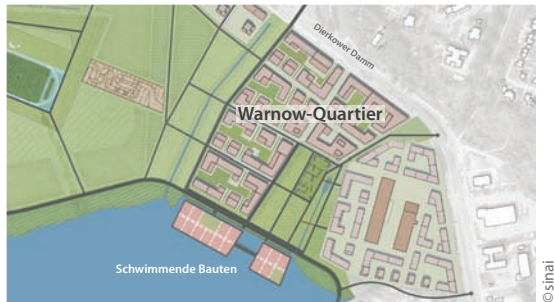 Dierkower Damm
Warnow-Quartier
Schwimmende Bauten
©sinai